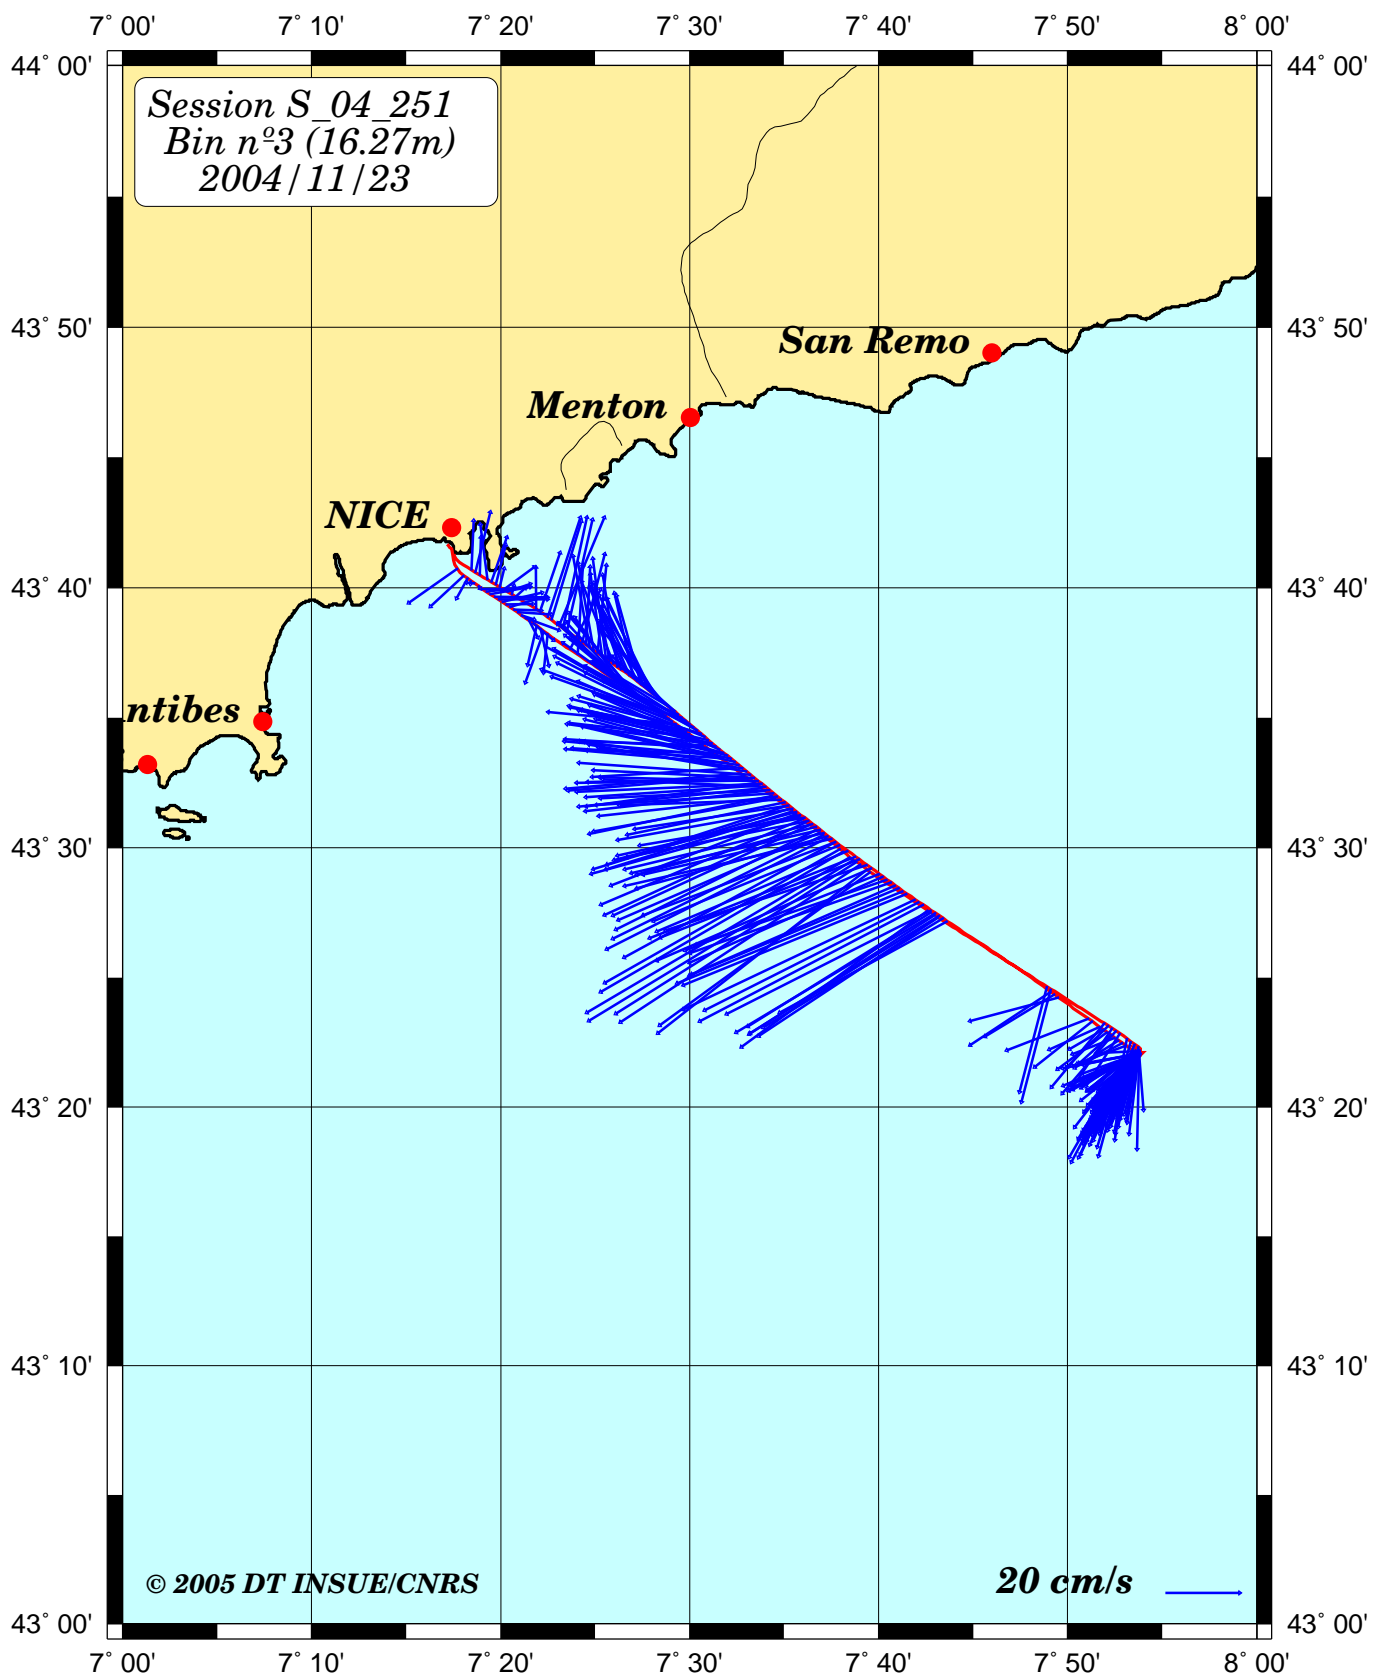 7° 00' 7° 10' 7° 20' 7° 30' 7° 40' 7° 50' 8° 00'
44° 00' 44° 00'
Session S_04_251
Bin nº3 (16.27m)
2004/11/23
43° 50' 43° 50'
San Remo
Menton
NICE
43° 40' 43° 40'
ntibes
43° 30' 43° 30'
43° 20' 43° 20'
43° 10' 43° 10'
© 2005 DT INSUE/CNRS 20 cm/s
43° 00' 43° 00'
7° 00' 7° 10' 7° 20' 7° 30' 7° 40' 7° 50' 8° 00'